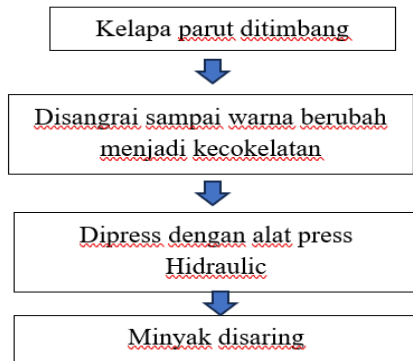 Kelapa parut ditimbang
Disangrai sampai warna berubah
menjadi kecokelatan
Dipress dengan alat press
Hidraulic
Minyak disaring